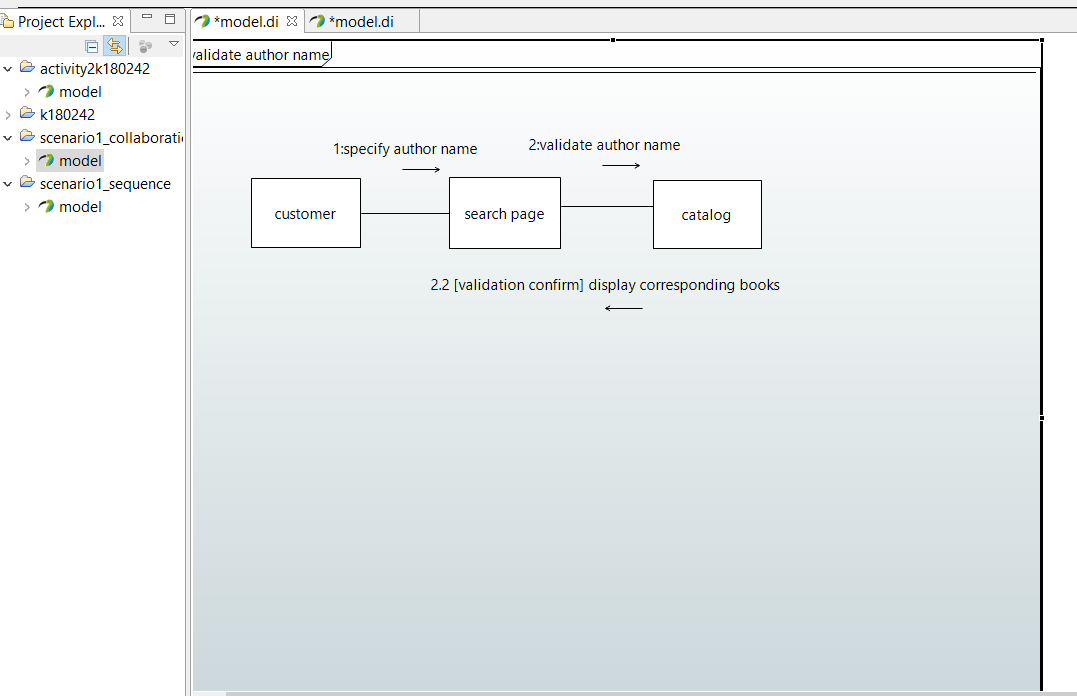 Project Expl...
*model.di
*model.di
activity2k180242
model
k180242
scenario1_collaborati
model
scenario1_sequence
model
validate author name
1:specify author name
2:validate author name
customer
search page
catalog
2.2 [validation confirm] display corresponding books